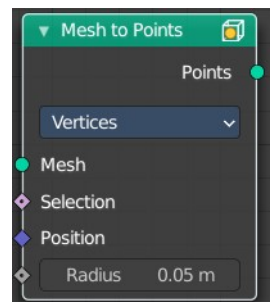 Mesh to Points
Points
Vertices
Mesh
Selection
Position
Radius 0.05 m